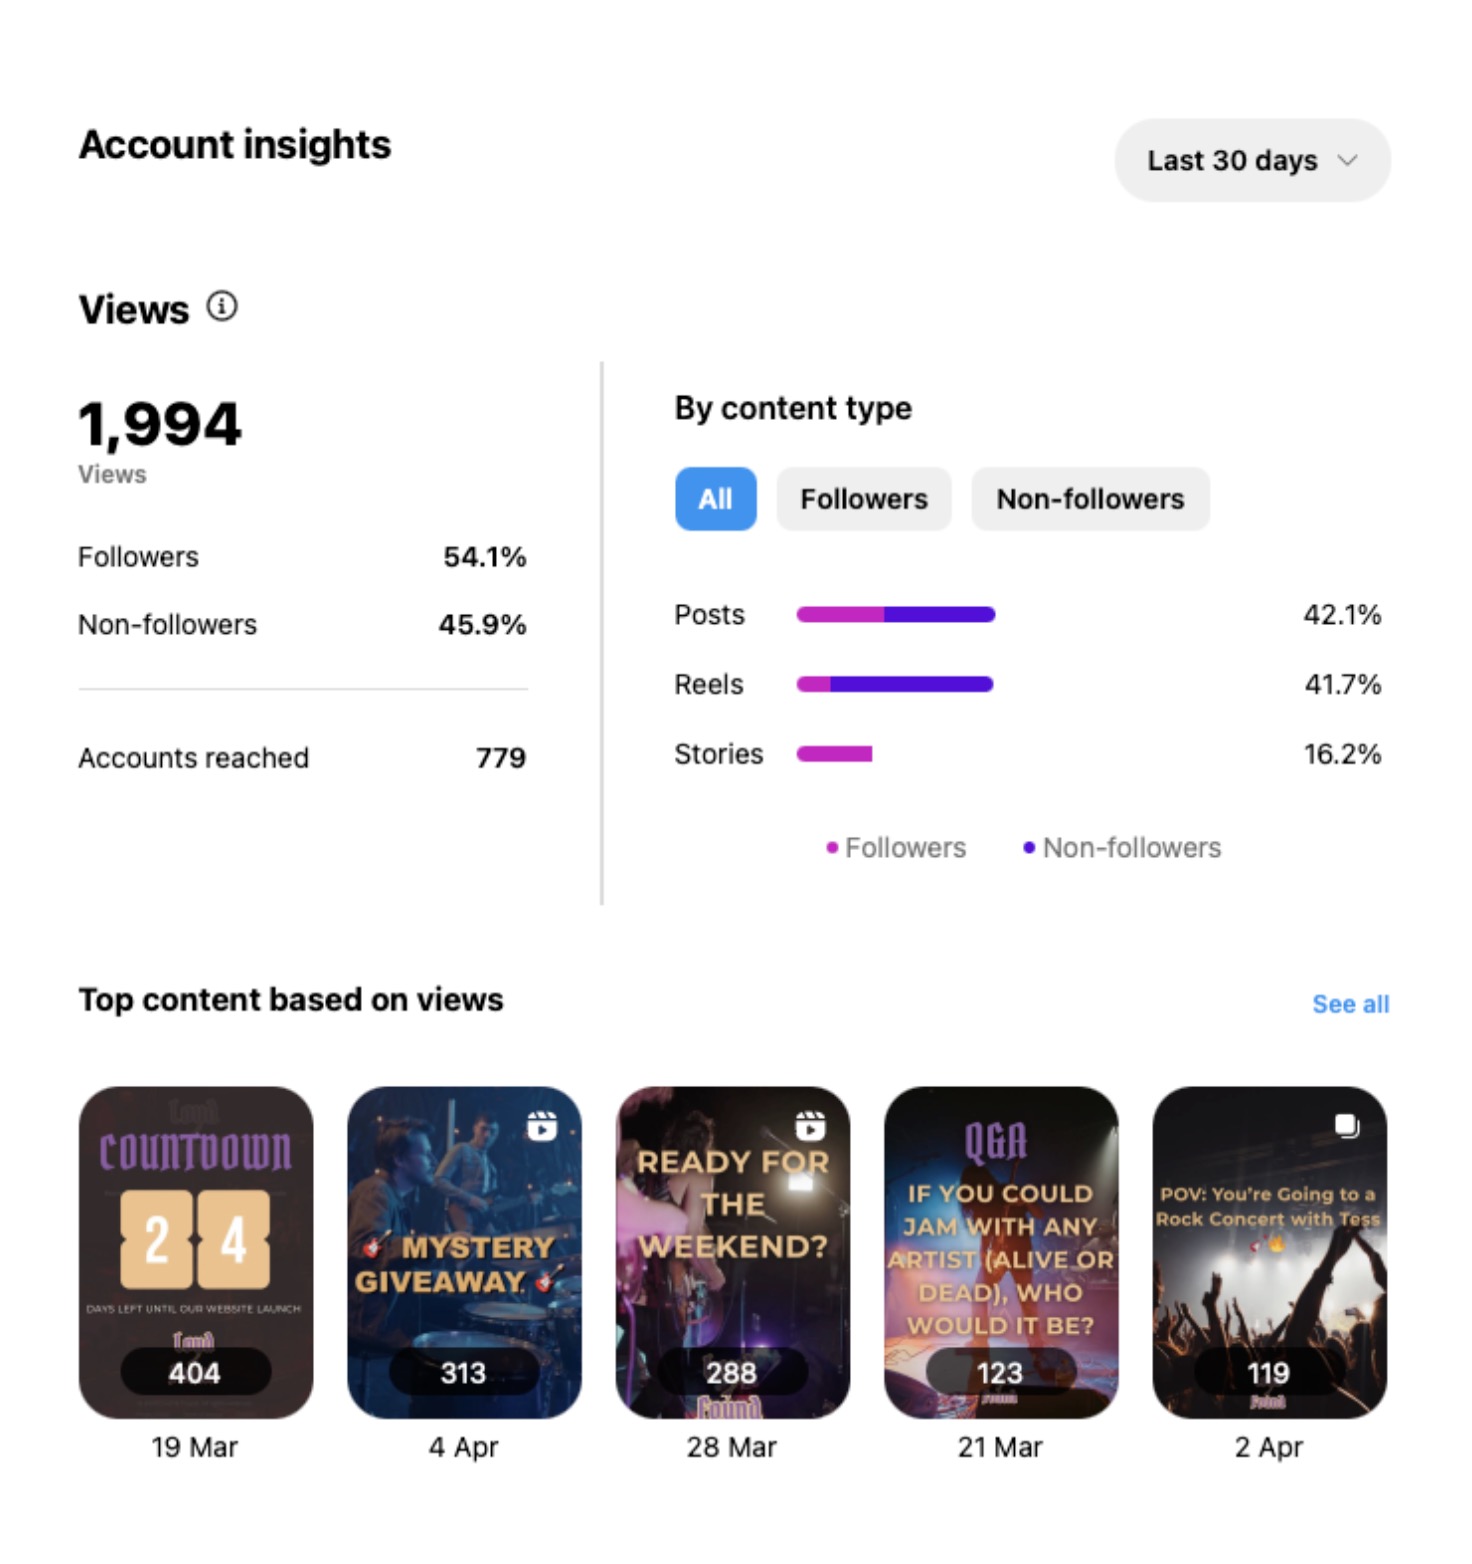 Account insights
Last 30 days
Views
1,994
Views
Followers 54.1%
Non-followers 45.9%
Accounts reached 779
By content type
All Followers Non-followers
Posts 42.1%
Reels 41.7%
Stories 16.2%
Followers Non-followers
Top content based on views
See all
Loud
COUNTDOWN
2 4
DAYS LEFT UNTIL OUR WEBSITE LAUNCH
Loud
404
19 Mar
🎸 MYSTERY
GIVEAWAY 🎸
313
4 Apr
READY FOR
THE
WEEKEND?
288
Found
28 Mar
Q&A
IF YOU COULD
JAM WITH ANY
ARTIST (ALIVE OR
DEAD), WHO
WOULD IT BE?
123
Found
21 Mar
POV: You're Going to a
Rock Concert with Tess
🎸🔥
119
Found
2 Apr